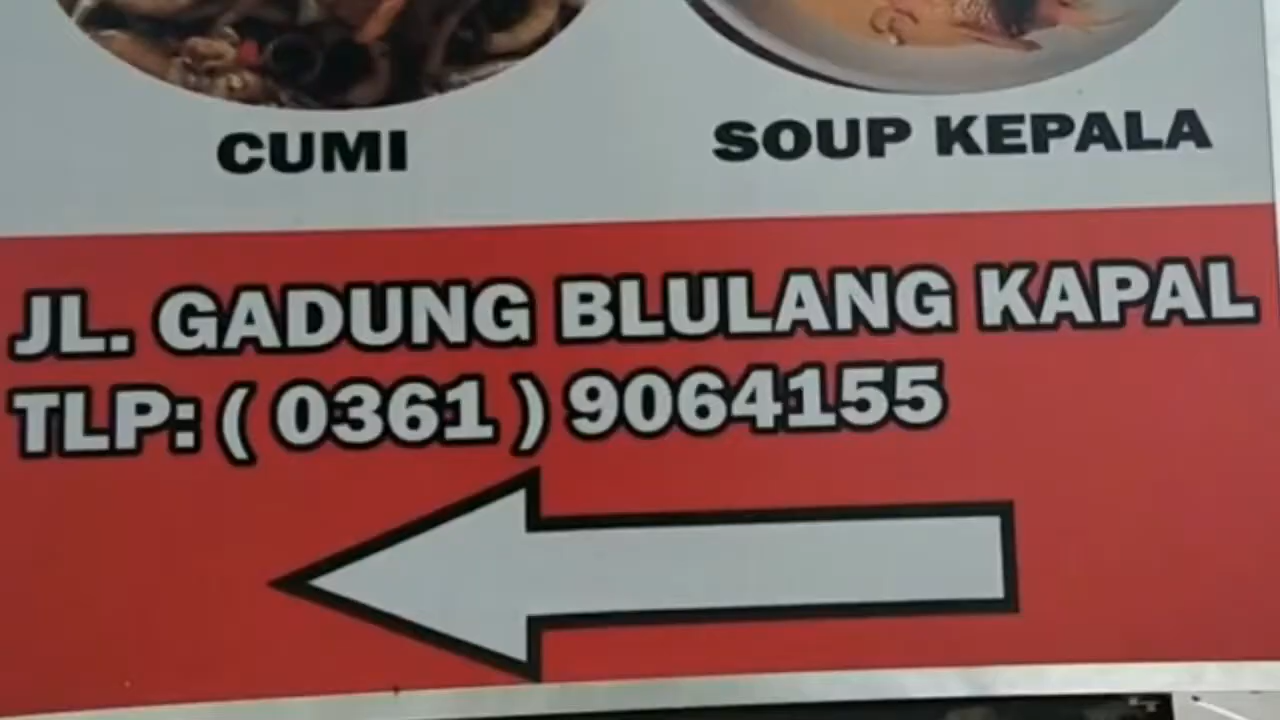 CUMI
SOUP KEPALA
JL. GADUNG BLULANG KAPAL
TLP: ( 0361 ) 9064155